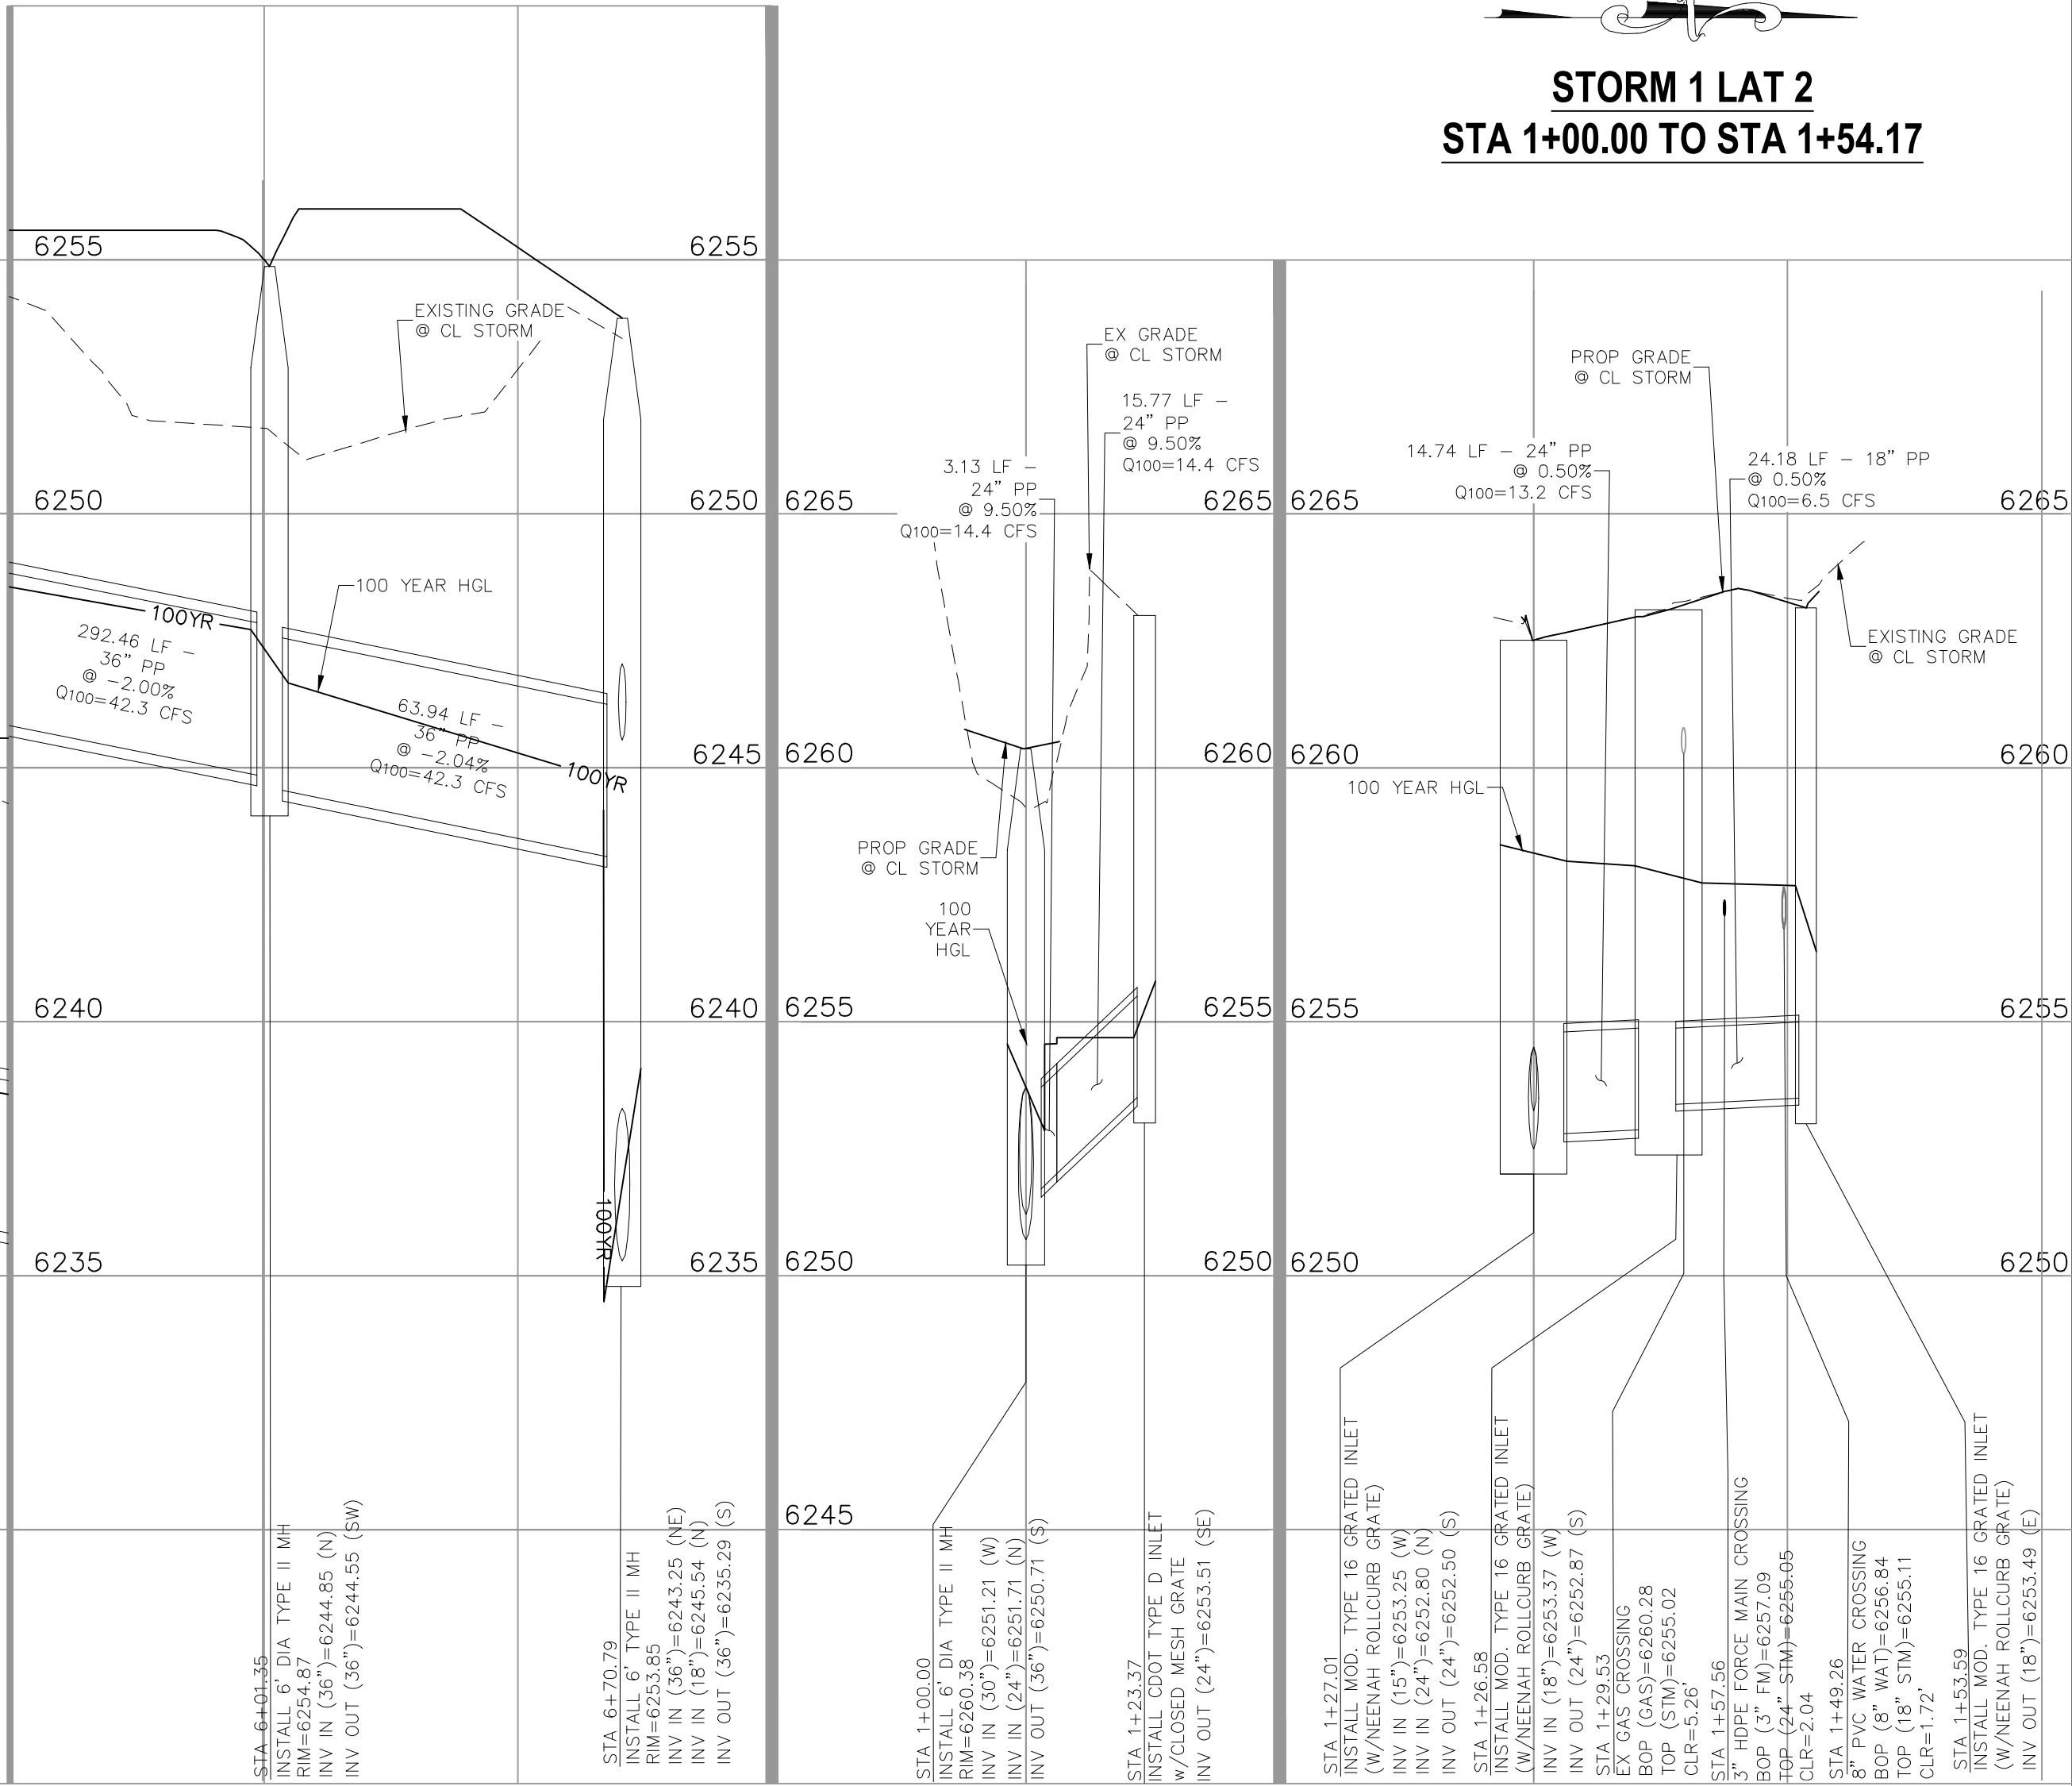 STORM 1 LAT 2
STA 1+00.00 TO STA 1+54.17
6255
6255
EXISTING GRADE
@ CL STORM
6250
6250
100 YEAR HGL
100YR
292.46 LF –
36" PP
@ –2.00%
Q100=42.3 CFS
63.94 LF –
36" PP
@ –2.04%
Q100=42.3 CFS
100YR
6245
6240
6240
100YR
6235
6235
STA 6+01.35
INSTALL 6' DIA TYPE II MH
RIM=6254.87
INV IN (36")=6244.85 (N)
INV OUT (36")=6244.55 (SW)
STA 6+70.79
INSTALL 6' TYPE II MH
RIM=6253.85
INV IN (36")=6243.25 (NE)
INV IN (18")=6245.54 (N)
INV OUT (36")=6235.29 (S)
EX GRADE
@ CL STORM
15.77 LF –
24" PP
@ 9.50%
Q100=14.4 CFS
3.13 LF –
24" PP
@ 9.50%
Q100=14.4 CFS
6265
6265
6260
6260
PROP GRADE
@ CL STORM
100
YEAR
HGL
6255
6255
6250
6250
6245
STA 1+00.00
INSTALL 6' DIA TYPE II MH
RIM=6260.38
INV IN (30")=6251.21 (W)
INV IN (24")=6251.71 (N)
INV OUT (36")=6250.71 (S)
STA 1+23.37
INSTALL CDOT TYPE D INLET
W/CLOSED MESH GRATE
INV OUT (24")=6253.51 (SE)
PROP GRADE
@ CL STORM
14.74 LF – 24" PP
@ 0.50%
Q100=13.2 CFS
24.18 LF – 18" PP
@ 0.50%
Q100=6.5 CFS
6265
6265
EXISTING GRADE
@ CL STORM
6260
6260
100 YEAR HGL
6255
6255
6250
6250
STA 1+27.01
INSTALL MOD. TYPE 16 GRATED INLET
(W/NEENAH ROLLCURB GRATE)
INV IN (15")=6253.25 (W)
INV IN (24")=6252.80 (N)
INV OUT (24")=6252.50 (S)
STA 1+26.58
INSTALL MOD. TYPE 16 GRATED INLET
(W/NEENAH ROLLCURB GRATE)
INV IN (18")=6253.37 (W)
INV OUT (24")=6252.87 (S)
STA 1+29.53
EX GAS CROSSING
BOP (GAS)=6260.28
TOP (STM)=6255.02
CLR=5.26'
STA 1+57.56
3" HDPE FORCE MAIN CROSSING
BOP (3" FM)=6257.09
TOP (24" STM)=6255.05
CLR=2.04
STA 1+49.26
8" PVC WATER CROSSING
BOP (8" WAT)=6256.84
TOP (18" STM)=6255.11
CLR=1.72'
STA 1+53.59
INSTALL MOD. TYPE 16 GRATED INLET
(W/NEENAH ROLLCURB GRATE)
INV OUT (18")=6253.49 (E)